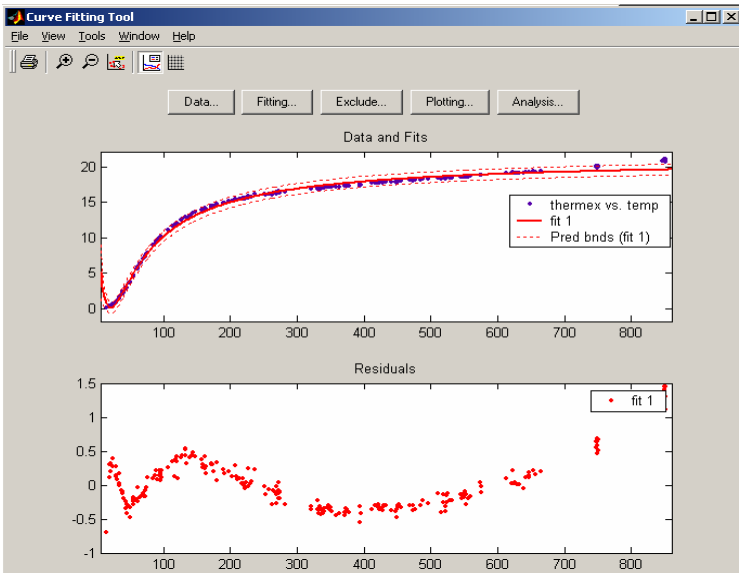 Curve Fitting Tool
File View Tools Window Help
Data... Fitting... Exclude... Plotting... Analysis...
Data and Fits
20
15
10
5
0
thermex vs. temp
fit 1
Pred bnds (fit 1)
100 200 300 400 500 600 700 800
Residuals
1.5
1
0.5
0
-0.5
-1
fit 1
100 200 300 400 500 600 700 800